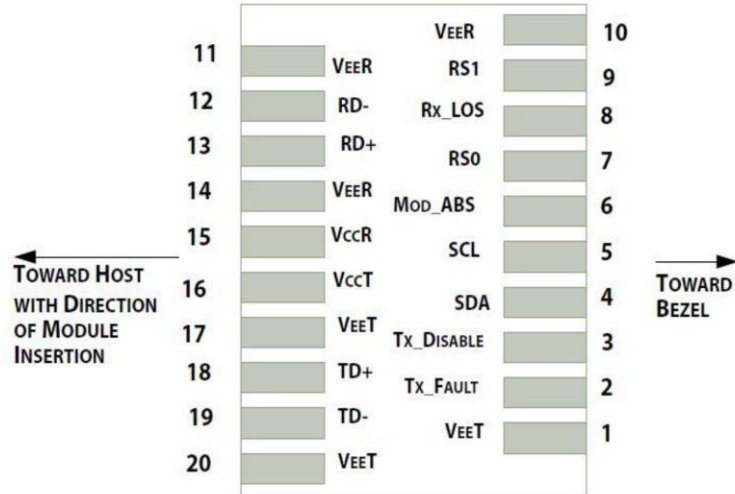 11 VEER
12 RD-
13 RD+
14 VEER
15 VCCR
16 VCCT
17 VEET
18 TD+
19 TD-
20 VEET
VEER 10
RS1 9
RX_LOS 8
RS0 7
MOD_ABS 6
SCL 5
SDA 4
TX_DISABLE 3
TX_FAULT 2
VEET 1
TOWARD HOST
WITH DIRECTION
OF MODULE
INSERTION
TOWARD
BEZEL